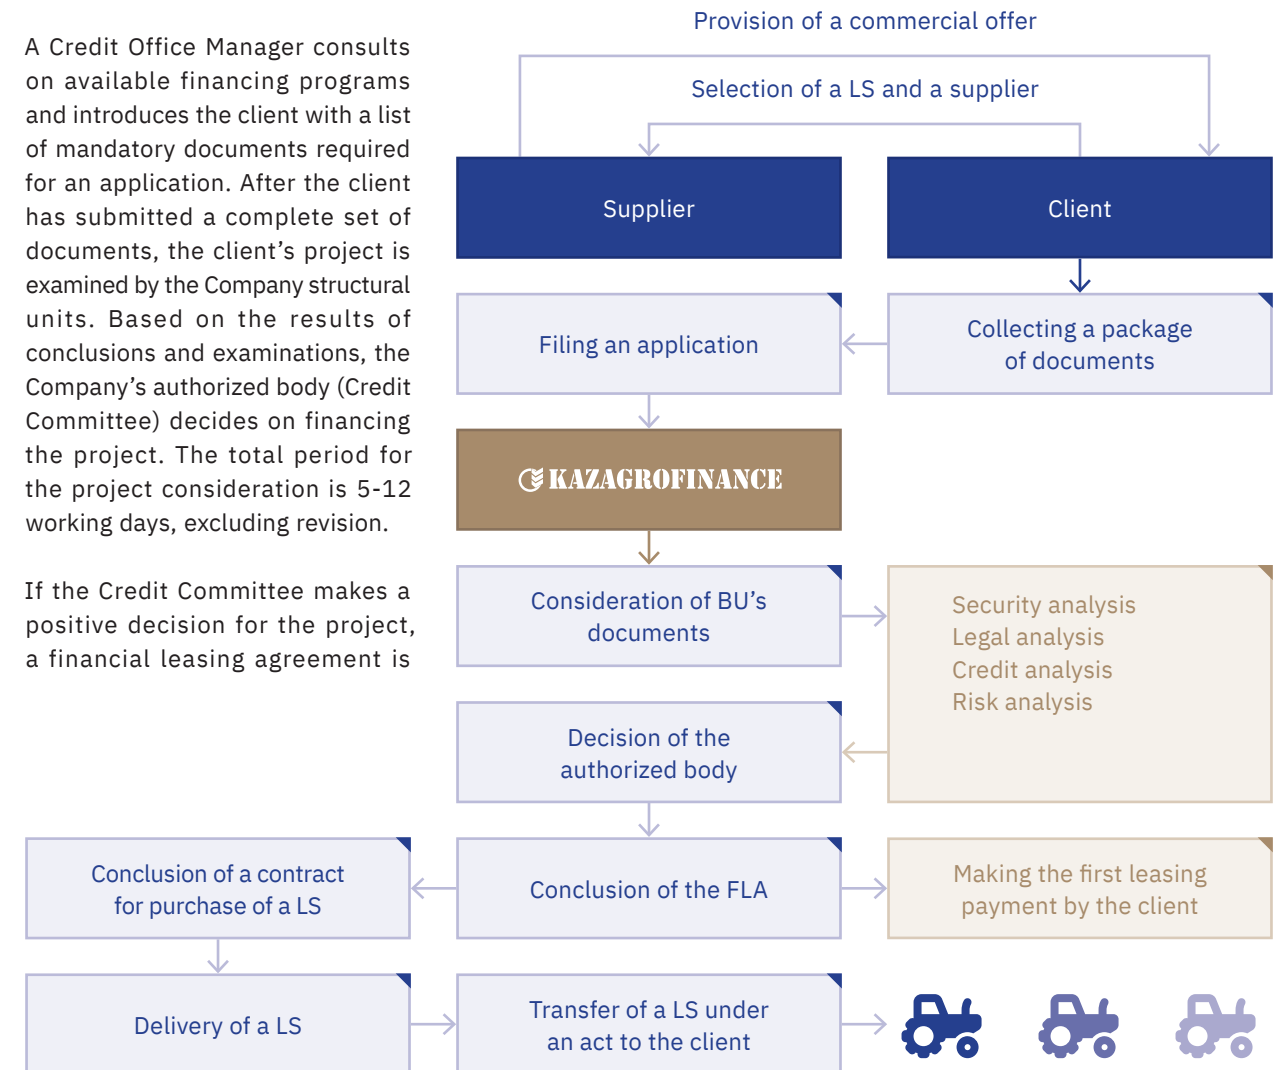 A Credit Office Manager consults
on available financing programs
and introduces the client with a list
of mandatory documents required
for an application. After the client
has submitted a complete set of
documents, the client’s project is
examined by the Company structural
units. Based on the results of
conclusions and examinations, the
Company’s authorized body (Credit
Committee) decides on financing
the project. The total period for
the project consideration is 5-12
working days, excluding revision.
If the Credit Committee makes a
positive decision for the project,
a financial leasing agreement is
Provision of a commercial offer
Selection of a LS and a supplier
Supplier
Client
Filing an application
Collecting a package
of documents
KAZAGROFINANCE
Consideration of BU’s
documents
Security analysis
Legal analysis
Credit analysis
Risk analysis
Decision of the
authorized body
Conclusion of a contract
for purchase of a LS
Conclusion of the FLA
Making the first leasing
payment by the client
Delivery of a LS
Transfer of a LS under
an act to the client